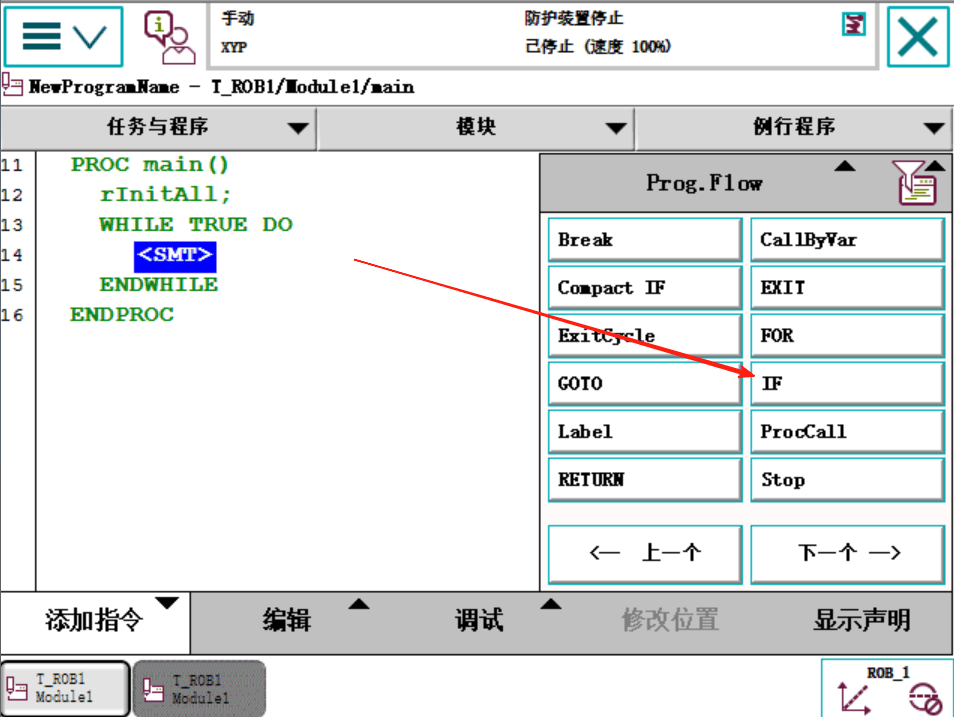 手动
XYP
防护装置停止
己停止 (速度 100%)
NewProgramName - T_ROB1/Module1/main
任务与程序
模块
例行程序
11 PROC main()
12 rInitAll;
13 WHILE TRUE DO
14 <SMT>
15 ENDWHILE
16 ENDPROC
Prog.Flow
Break
CallByVar
Compact IF
EXIT
ExitCycle
FOR
GOTO
IF
Label
ProcCall
RETURN
Stop
<— 上一个
下一个 —>
添加指令
编辑
调试
修改位置
显示声明
T_ROB1
Module1
T_ROB1
Module1
ROB_1